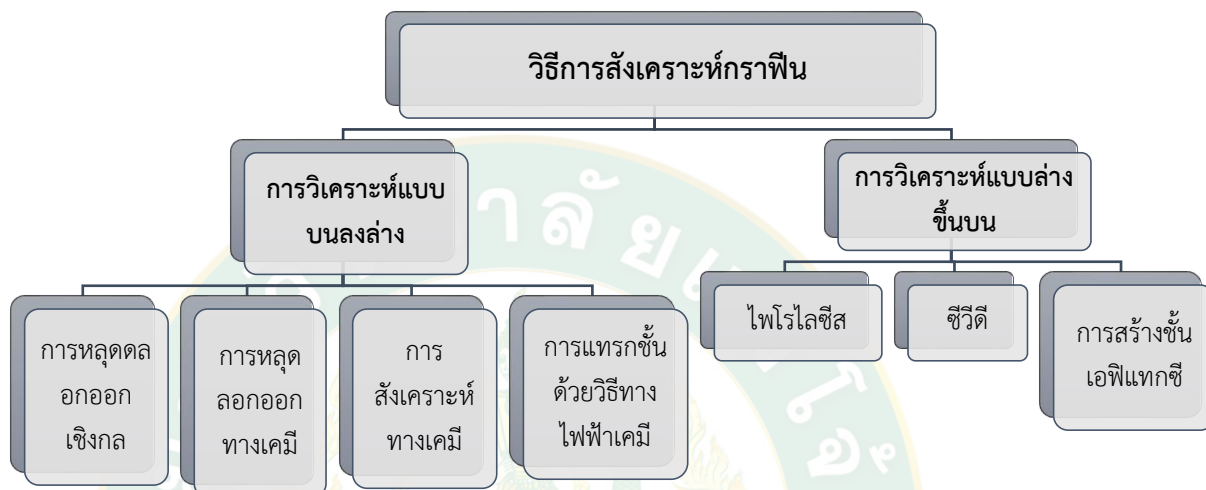 วิธีการสังเคราะห์กราฟีน
การวิเคราะห์แบบ
บนลงล่าง
การวิเคราะห์แบบล่าง
ขึ้นบน
การหลุดดล
อกออก
เชิงกล
การหลุด
ลอกออก
ทางเคมี
การ
สังเคราะห์
ทางเคมี
การแทรกชั้น
ด้วยวิธีทาง
ไฟฟ้าเคมี
ไพโรไลซีส
ซีวีดี
การสร้างชั้น
เอฟิแทกซี